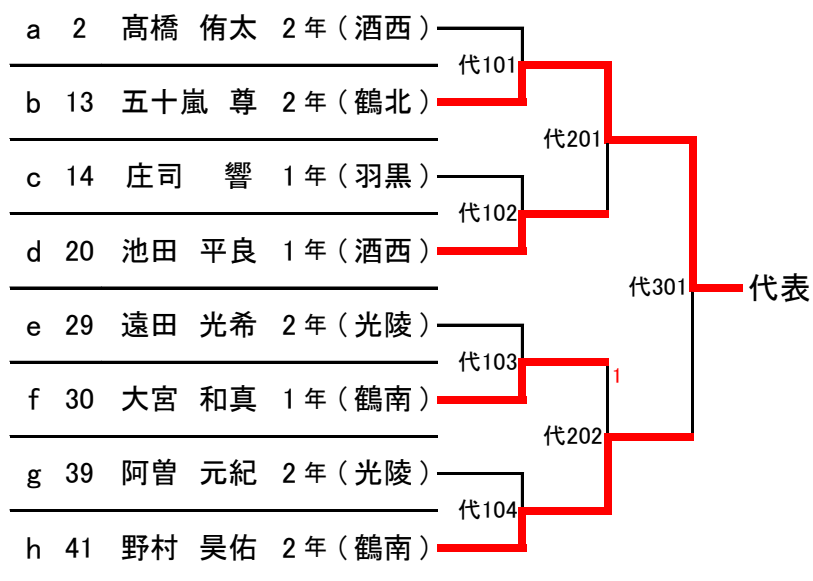 a 2 髙橋 侑太 2年(酒西)
代101
b 13 五十嵐 尊 2年(鶴北)
代201
c 14 庄司 響 1年(羽黒)
代102
d 20 池田 平良 1年(酒西)
代301
代表
e 29 遠田 光希 2年(光陵)
代103
1
f 30 大宮 和真 1年(鶴南)
代202
g 39 阿曽 元紀 2年(光陵)
代104
h 41 野村 昊佑 2年(鶴南)